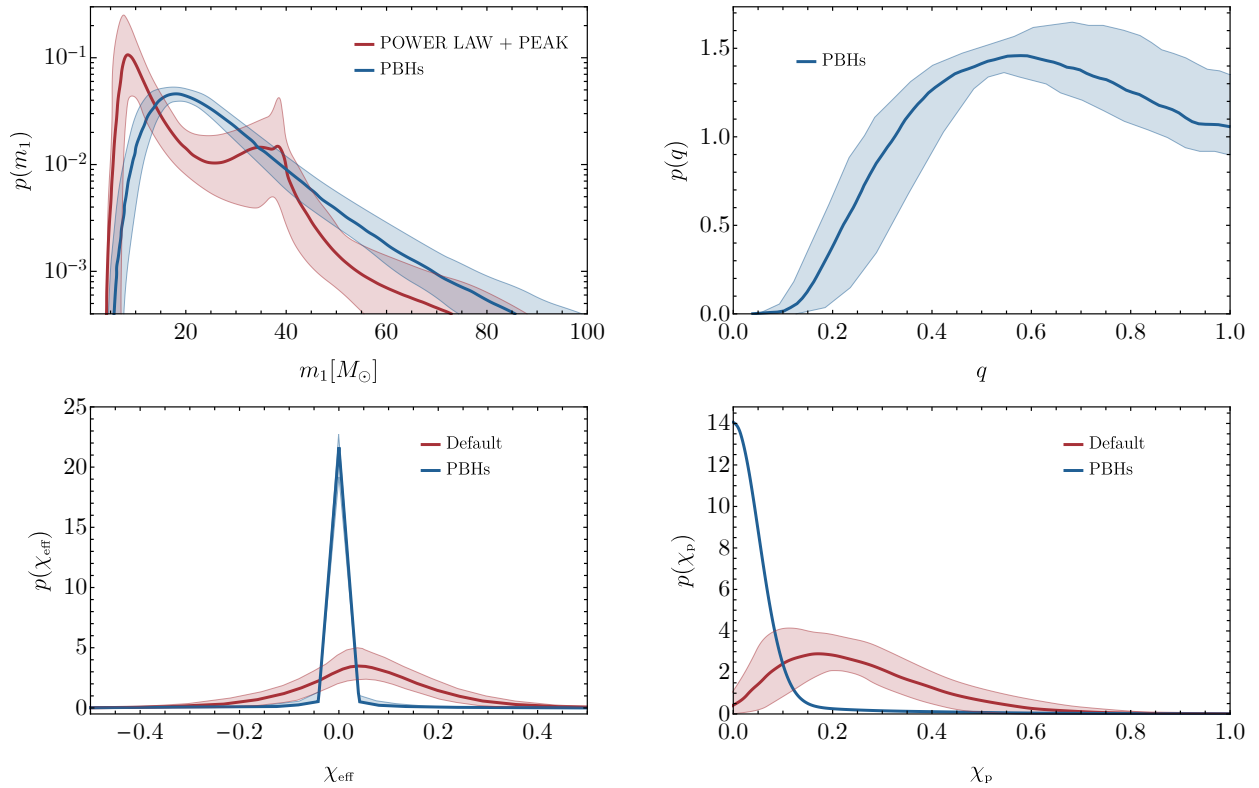 POWER LAW + PEAK
PBHs
p(m₁)
10⁻¹
10⁻²
10⁻³
20 40 60 80 100
m₁[M⊙]
PBHs
p(q)
1.5
1.0
0.5
0.0
0.0 0.2 0.4 0.6 0.8 1.0
q
Default
PBHs
p(χeff)
25
20
15
10
5
0
−0.4 −0.2 0.0 0.2 0.4
χeff
Default
PBHs
p(χp)
14
12
10
8
6
4
2
0
0.0 0.2 0.4 0.6 0.8 1.0
χp